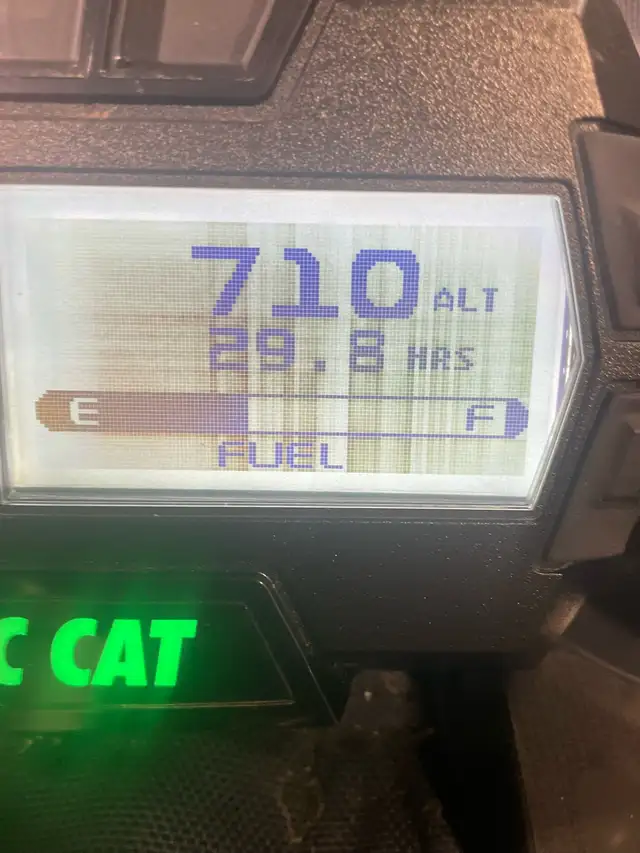 710 ALT
29.8 HRS
E F
FUEL
C CAT